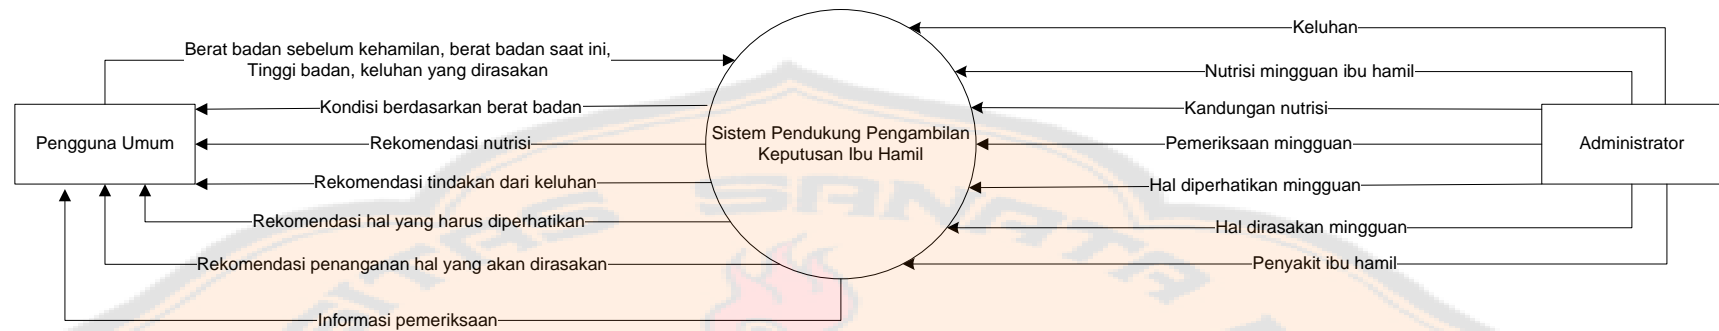 Berat badan sebelum kehamilan, berat badan saat ini,
Tinggi badan, keluhan yang dirasakan
Kondisi berdasarkan berat badan
Pengguna Umum
Rekomendasi nutrisi
Rekomendasi tindakan dari keluhan
Rekomendasi hal yang harus diperhatikan
Rekomendasi penanganan hal yang akan dirasakan
Informasi pemeriksaan
Sistem Pendukung Pengambilan
Keputusan Ibu Hamil
Keluhan
Nutrisi mingguan ibu hamil
Kandungan nutrisi
Pemeriksaan mingguan
Hal diperhatikan mingguan
Hal dirasakan mingguan
Penyakit ibu hamil
Administrator
SANATA